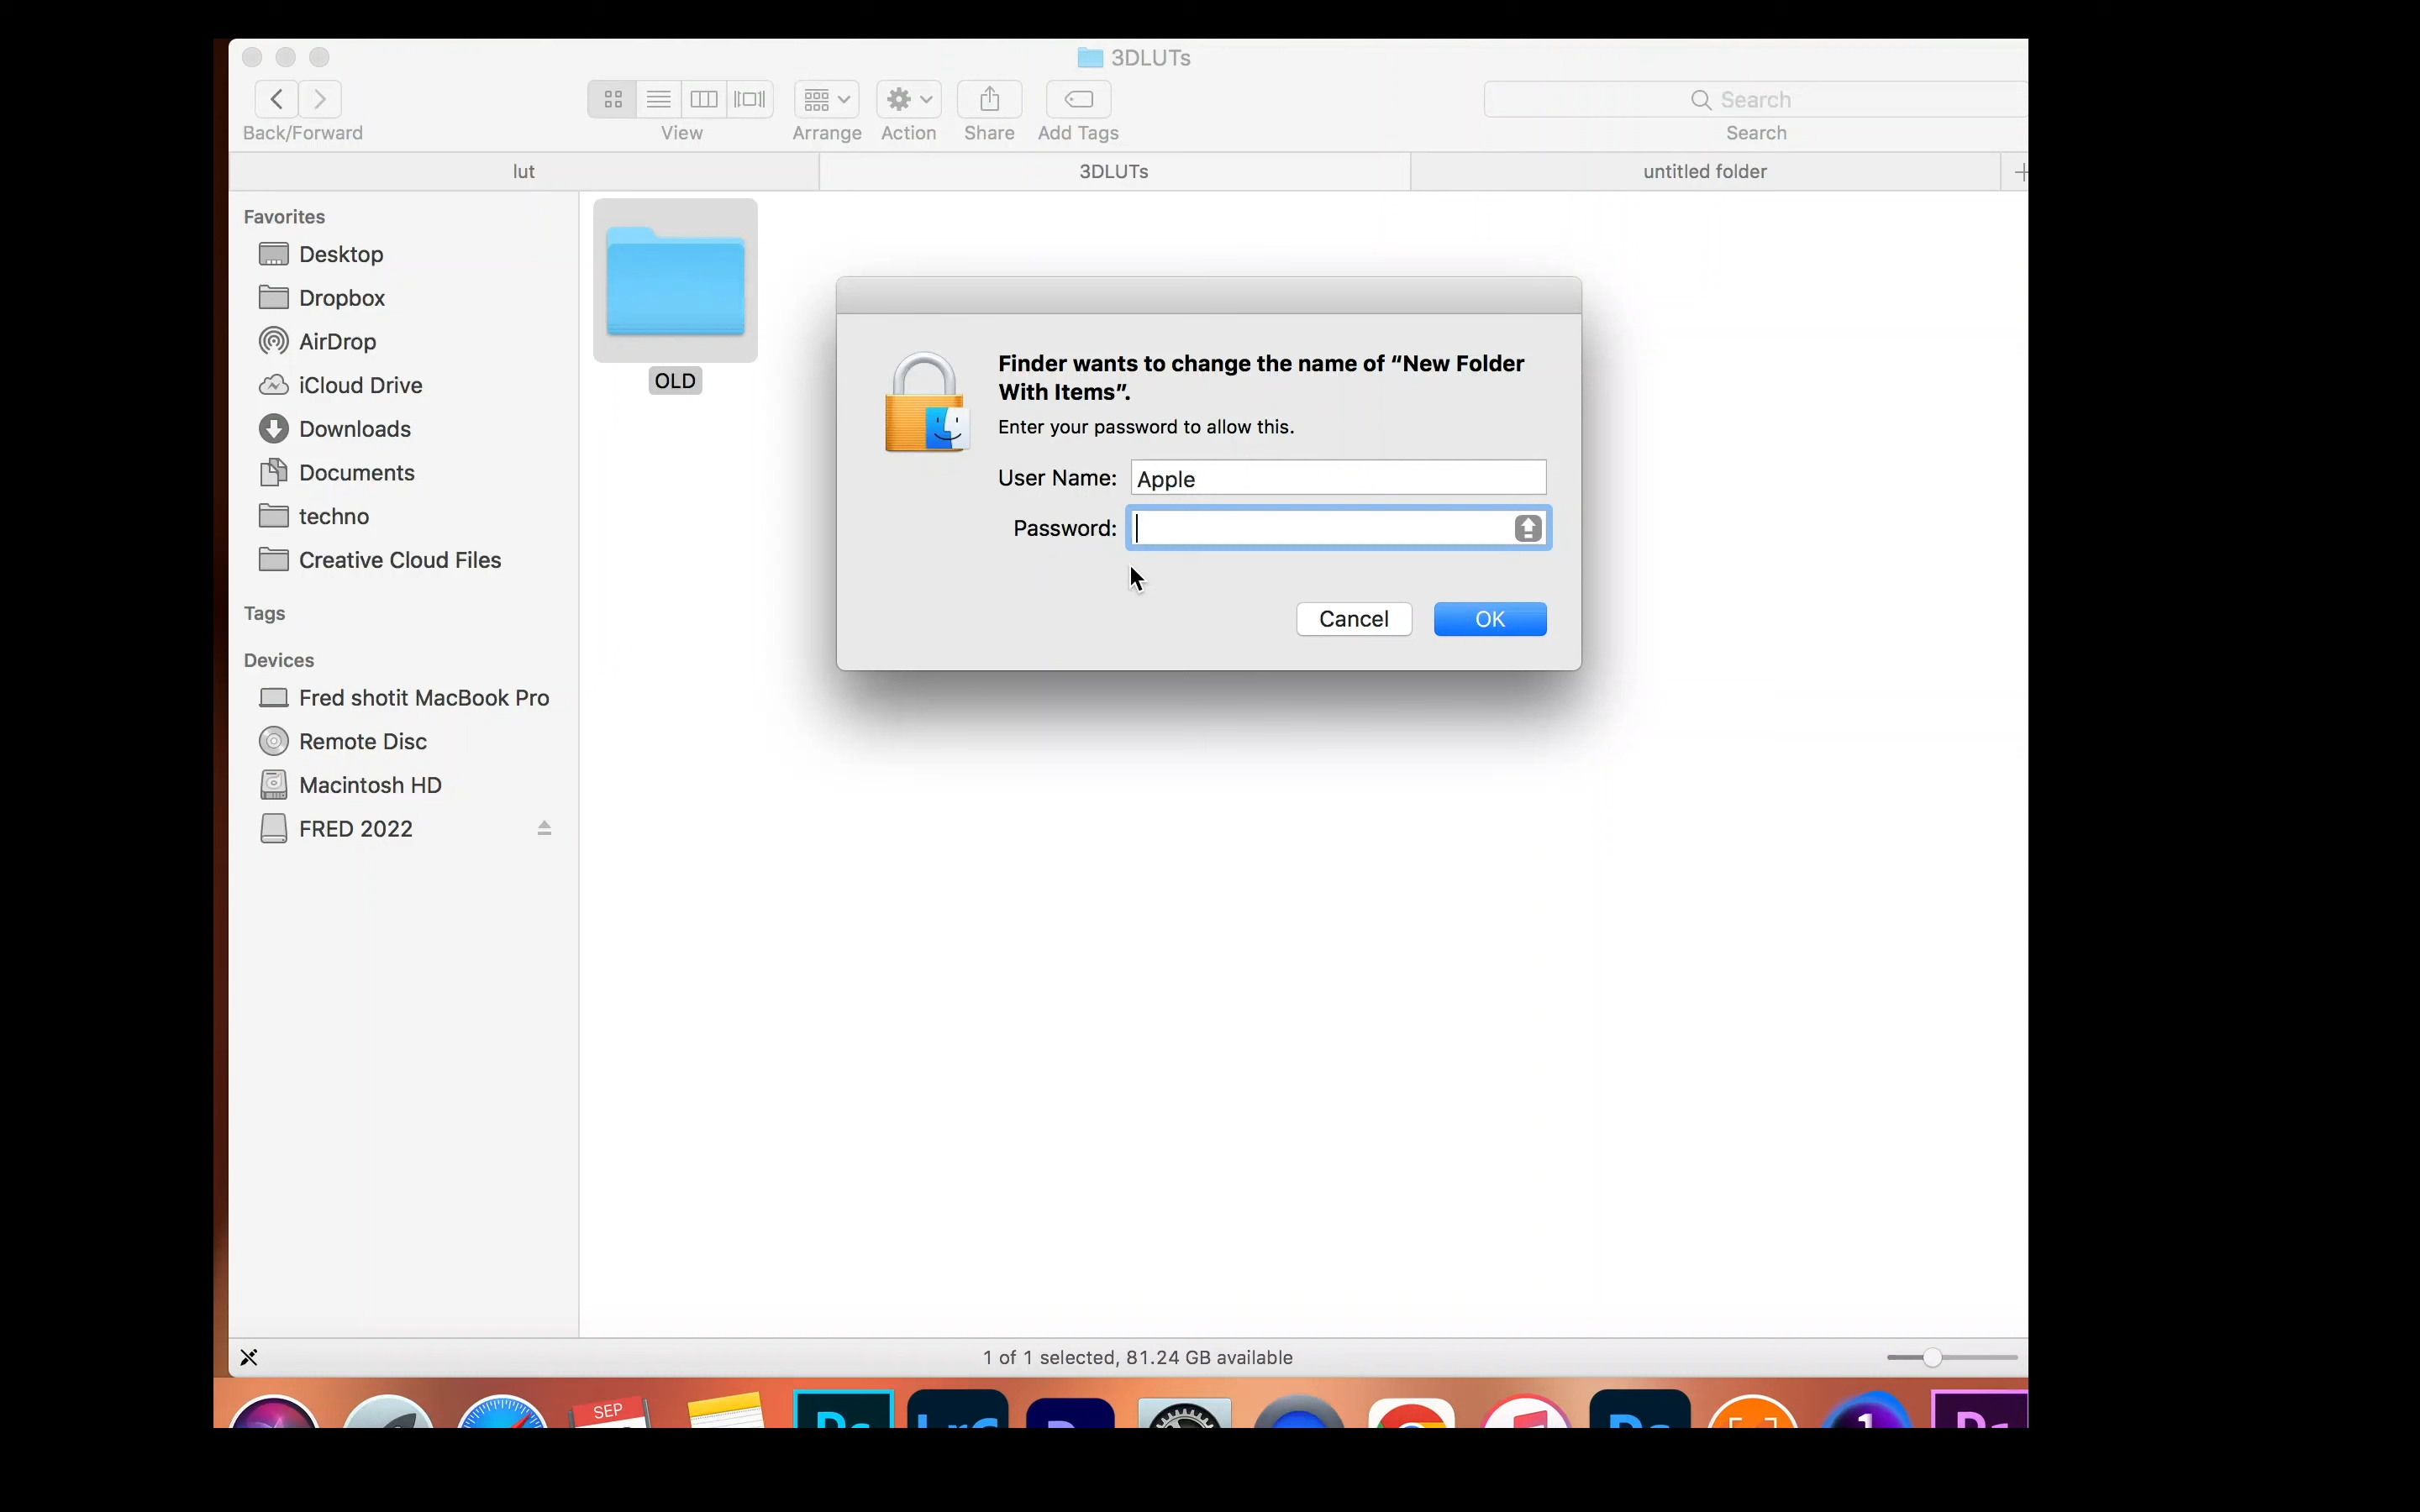 3DLUTs
Search
Back/Forward
View
Arrange
Action
Share
Add Tags
Search
lut
3DLUTs
untitled folder
Favorites
Desktop
Dropbox
AirDrop
iCloud Drive
Downloads
Documents
techno
Creative Cloud Files
Tags
Devices
Fred shotit MacBook Pro
Remote Disc
Macintosh HD
FRED 2022
OLD
Finder wants to change the name of “New Folder
With Items”.
Enter your password to allow this.
User Name: Apple
Password:
Cancel
OK
1 of 1 selected, 81.24 GB available
SEP